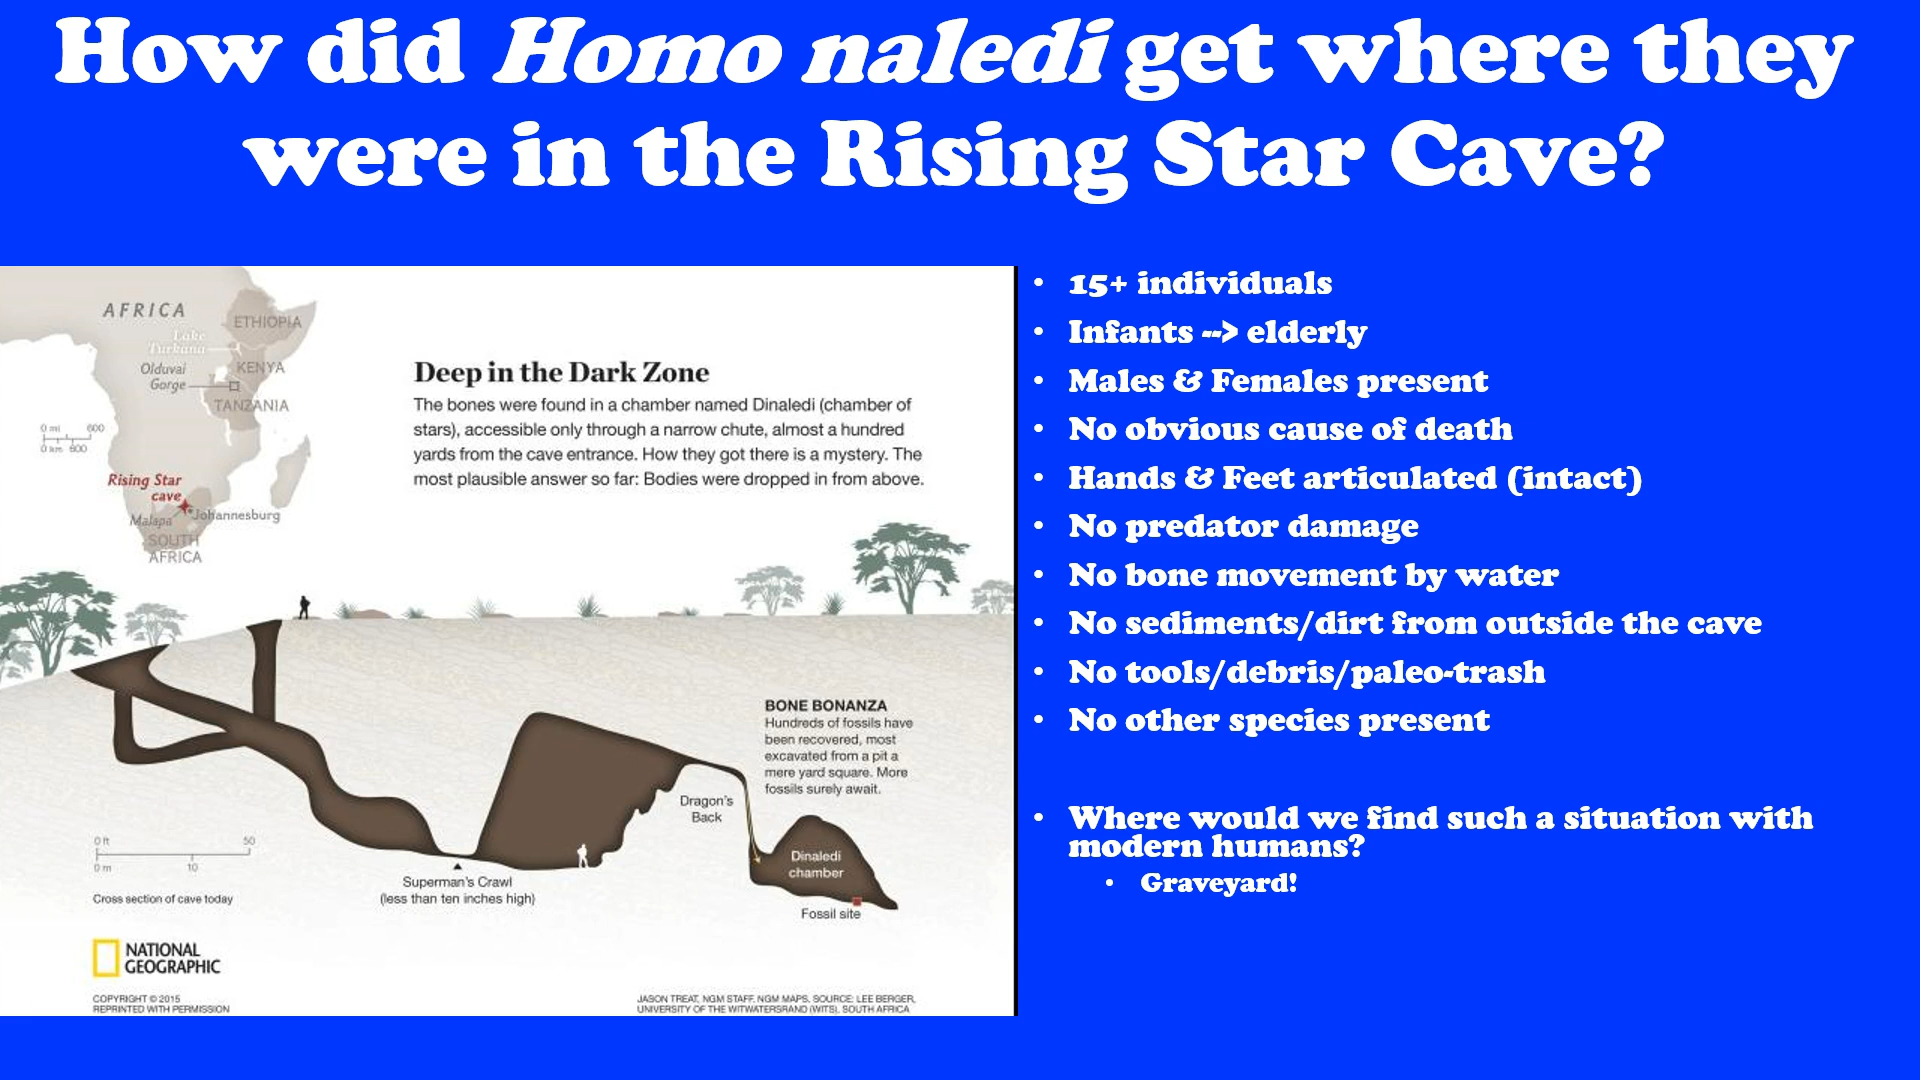 How did Homo naledi get where they
were in the Rising Star Cave?
AFRICA
ETHIOPIA
Lake
Turkana
Olduvai
Gorge
KENYA
TANZANIA
0 mi 600
0 km 600
Rising Star
cave
Malapa
Johannesburg
SOUTH
AFRICA
Deep in the Dark Zone
The bones were found in a chamber named Dinaledi (chamber of
stars), accessible only through a narrow chute, almost a hundred
yards from the cave entrance. How they got there is a mystery. The
most plausible answer so far: Bodies were dropped in from above.
BONE BONANZA
Hundreds of fossils have
been recovered, most
excavated from a pit a
mere yard square. More
fossils surely await.
Dragon's
Back
Dinaledi
chamber
Fossil site
Superman's Crawl
(less than ten inches high)
0 ft 50
0 m 10
Cross section of cave today
NATIONAL
GEOGRAPHIC
COPYRIGHT © 2015
REPRINTED WITH PERMISSION
JASON TREAT, NGM STAFF. NGM MAPS. SOURCE: LEE BERGER,
UNIVERSITY OF THE WITWATERSRAND (WITS), SOUTH AFRICA
• 15+ individuals
• Infants --> elderly
• Males & Females present
• No obvious cause of death
• Hands & Feet articulated (intact)
• No predator damage
• No bone movement by water
• No sediments/dirt from outside the cave
• No tools/debris/paleo-trash
• No other species present
• Where would we find such a situation with
modern humans?
• Graveyard!